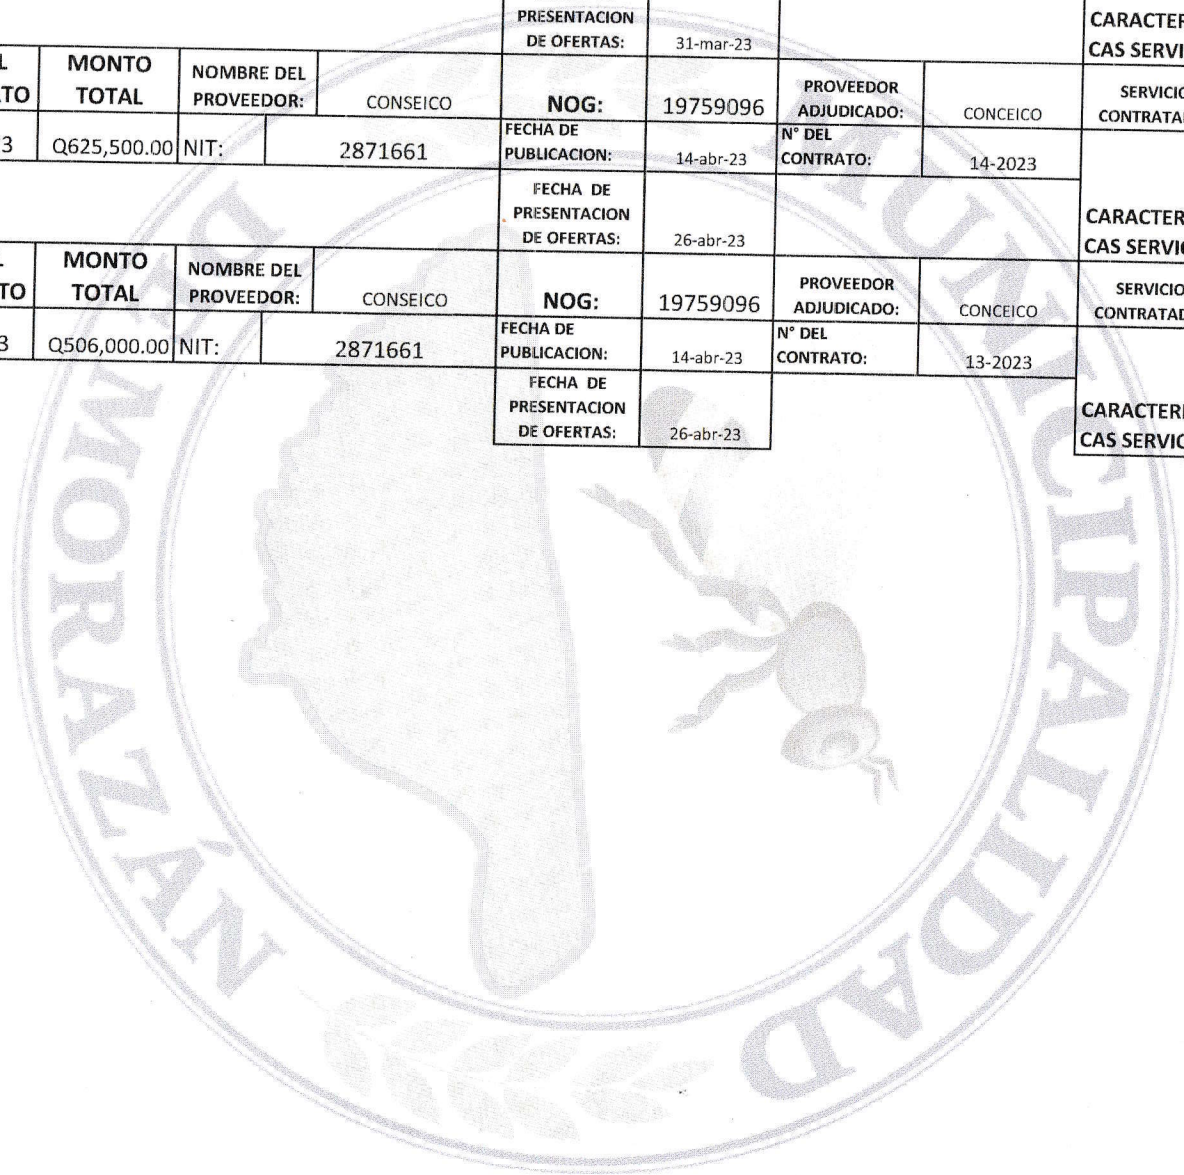 PRESENTACION
DE OFERTAS: 31-mar-23
CARACTER
CAS SERVI
L
TO
MONTO
TOTAL
NOMBRE DEL
PROVEEDOR: CONSEICO
NOG: 19759096
PROVEEDOR
ADJUDICADO: CONCEICO
SERVICIO
CONTRATA
3 Q625,500.00 NIT: 2871661
FECHA DE
PUBLICACION: 14-abr-23
N° DEL
CONTRATO: 14-2023
FECHA DE
PRESENTACION
DE OFERTAS: 26-abr-23
CARACTER
CAS SERVIC
L
TO
MONTO
TOTAL
NOMBRE DEL
PROVEEDOR: CONSEICO
NOG: 19759096
PROVEEDOR
ADJUDICADO: CONCEICO
SERVICIO
CONTRATAD
3 Q506,000.00 NIT: 2871661
FECHA DE
PUBLICACION: 14-abr-23
N° DEL
CONTRATO: 13-2023
FECHA DE
PRESENTACION
DE OFERTAS: 26-abr-23
CARACTERI
CAS SERVIC
MUNICIPALIDAD
DE MORAZÁN